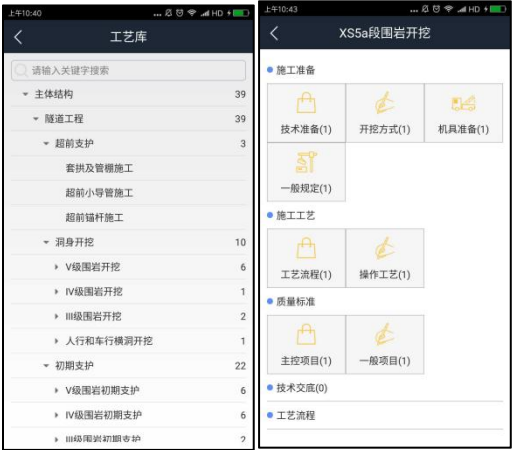 上午10:40
... HD
工艺库
请输入关键字搜索
主体结构 39
隧道工程 39
超前支护 3
套拱及管棚施工
超前小导管施工
超前锚杆施工
洞身开挖 10
V级围岩开挖 6
IV级围岩开挖 1
III级围岩开挖 2
人行和车行横洞开挖 1
初期支护 22
V级围岩初期支护 6
IV级围岩初期支护 6
III级围岩初期支护 2
上午10:43
... HD
XS5a段围岩开挖
施工准备
技术准备(1) 开挖方式(1) 机具准备(1)
一般规定(1)
施工工艺
工艺流程(1) 操作工艺(1)
质量标准
主控项目(1) 一般项目(1)
技术交底(0)
工艺流程